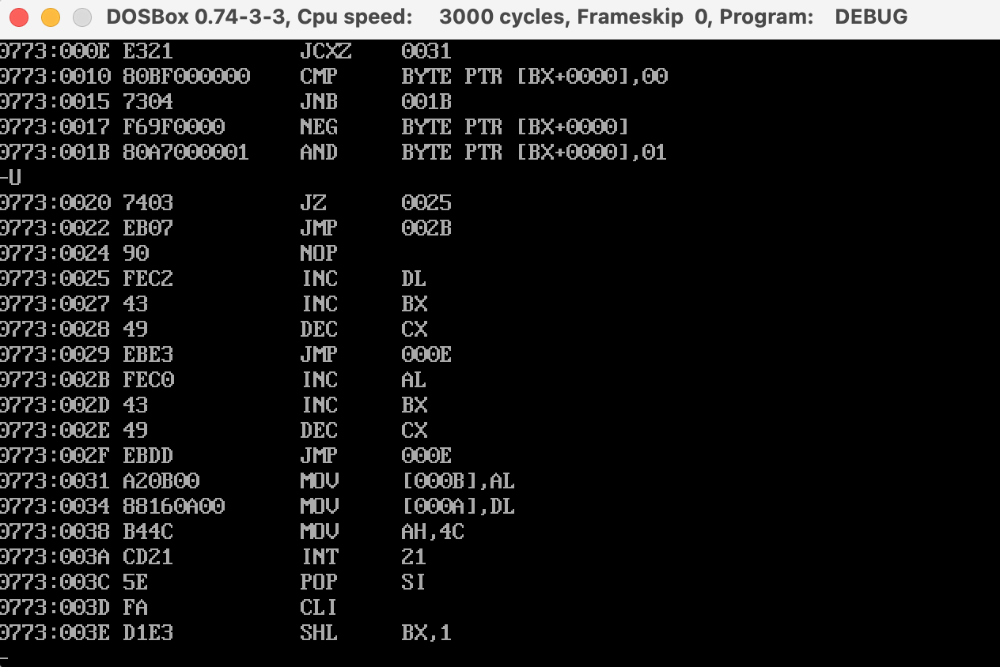 DOSBox 0.74-3-3, Cpu speed: 3000 cycles, Frameskip 0, Program: DEBUG
0773:000E E321 JCXZ 0031
0773:0010 80BF000000 CMP BYTE PTR [BX+0000],00
0773:0015 7304 JNB 001B
0773:0017 F69F0000 NEG BYTE PTR [BX+0000]
0773:001B 80A7000001 AND BYTE PTR [BX+0000],01
-U
0773:0020 7403 JZ 0025
0773:0022 EB07 JMP 002B
0773:0024 90 NOP
0773:0025 FEC2 INC DL
0773:0027 43 INC BX
0773:0028 49 DEC CX
0773:0029 EBE3 JMP 000E
0773:002B FEC0 INC AL
0773:002D 43 INC BX
0773:002E 49 DEC CX
0773:002F EBDD JMP 000E
0773:0031 A20B00 MOV [000B],AL
0773:0034 88160A00 MOV [000A],DL
0773:0038 B44C MOV AH,4C
0773:003A CD21 INT 21
0773:003C 5E POP SI
0773:003D FA CLI
0773:003E D1E3 SHL BX,1